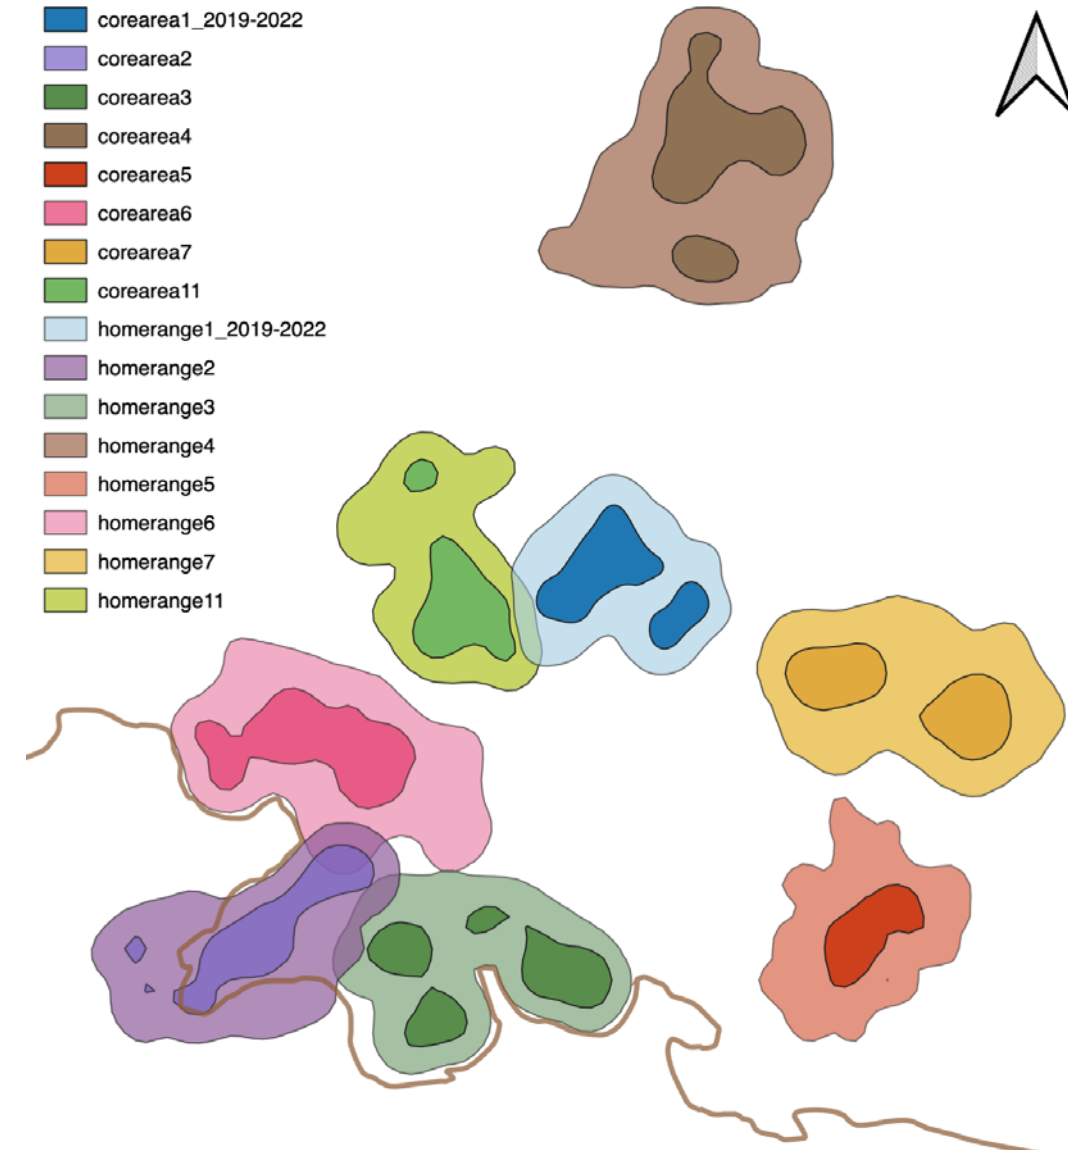 corearea1_2019-2022
corearea2
corearea3
corearea4
corearea5
corearea6
corearea7
corearea11
homerange1_2019-2022
homerange2
homerange3
homerange4
homerange5
homerange6
homerange7
homerange11